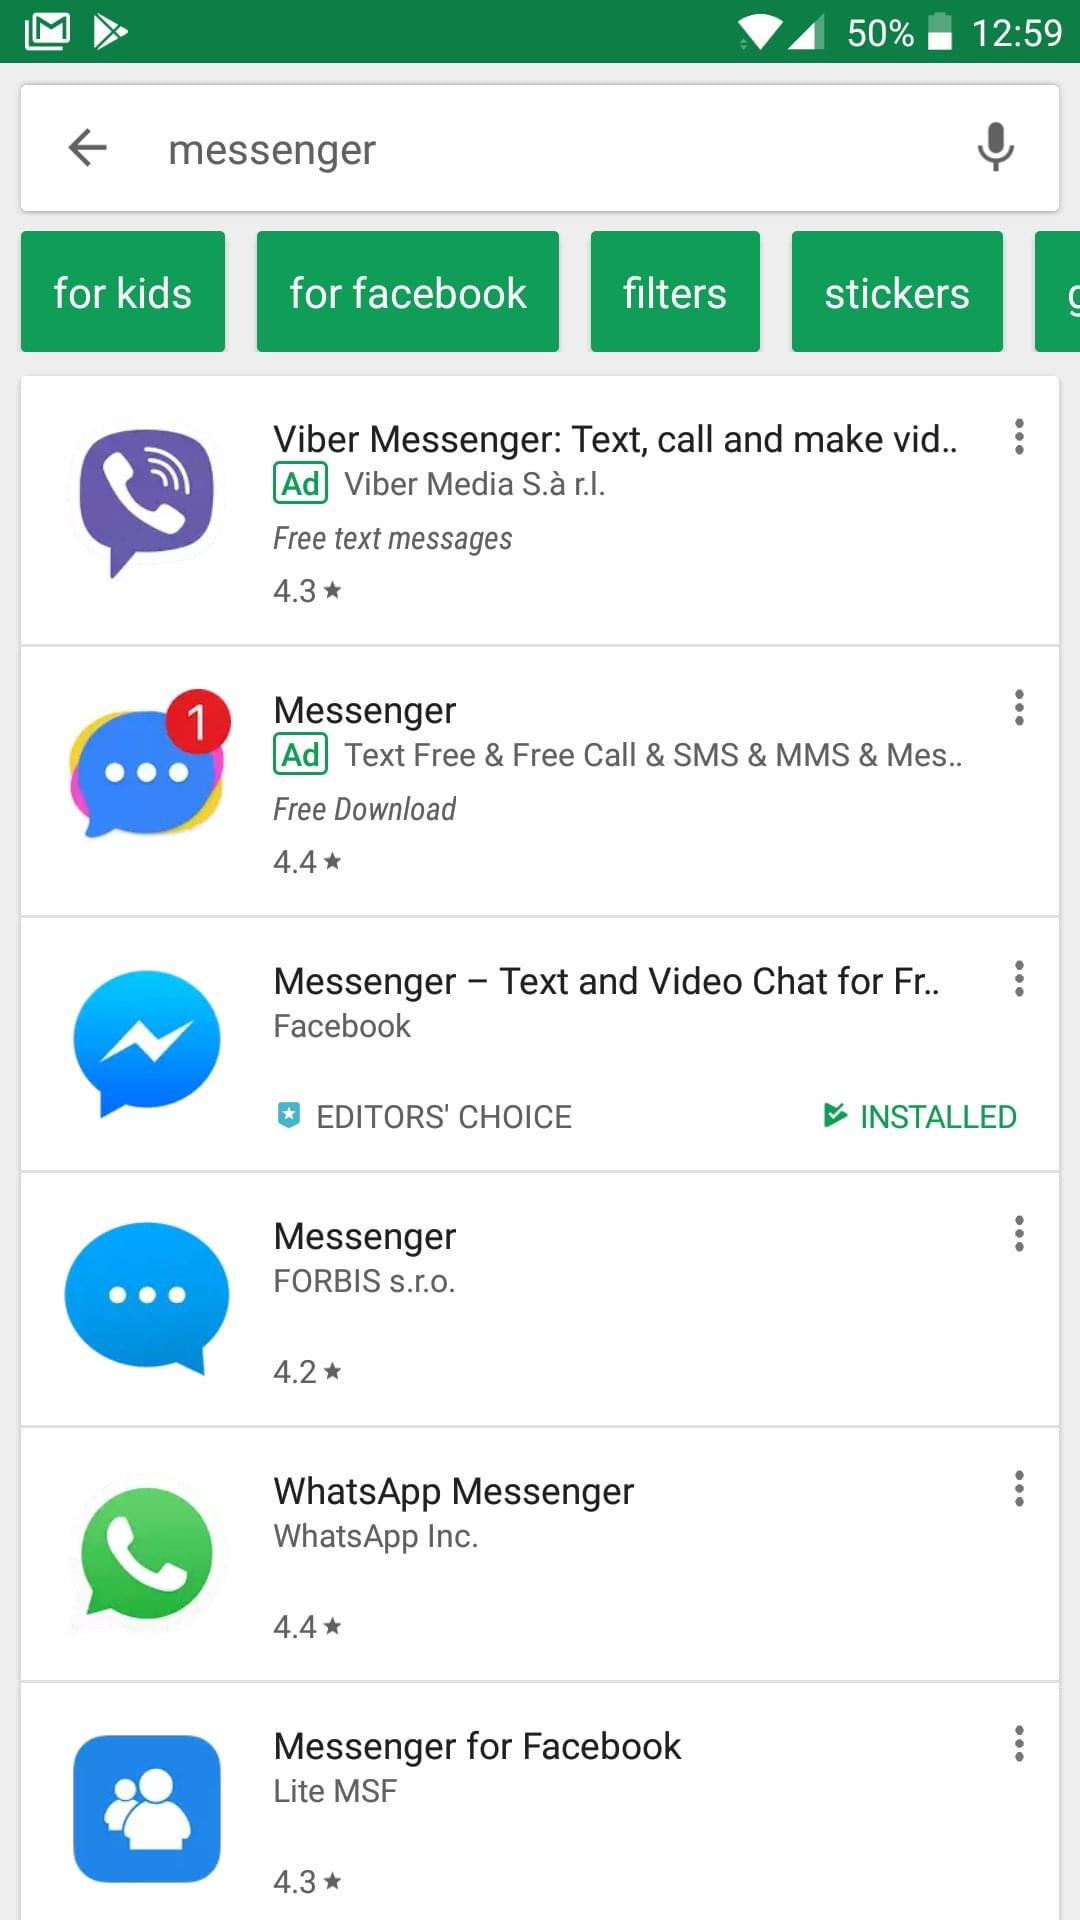 50% 12:59
messenger
for kids for facebook filters stickers g
Viber Messenger: Text, call and make vid..
Ad Viber Media S.à r.l.
Free text messages
4.3
1
Messenger
Ad Text Free & Free Call & SMS & MMS & Mes..
Free Download
4.4
Messenger – Text and Video Chat for Fr..
Facebook
EDITORS' CHOICE INSTALLED
Messenger
FORBIS s.r.o.
4.2
WhatsApp Messenger
WhatsApp Inc.
4.4
Messenger for Facebook
Lite MSF
4.3